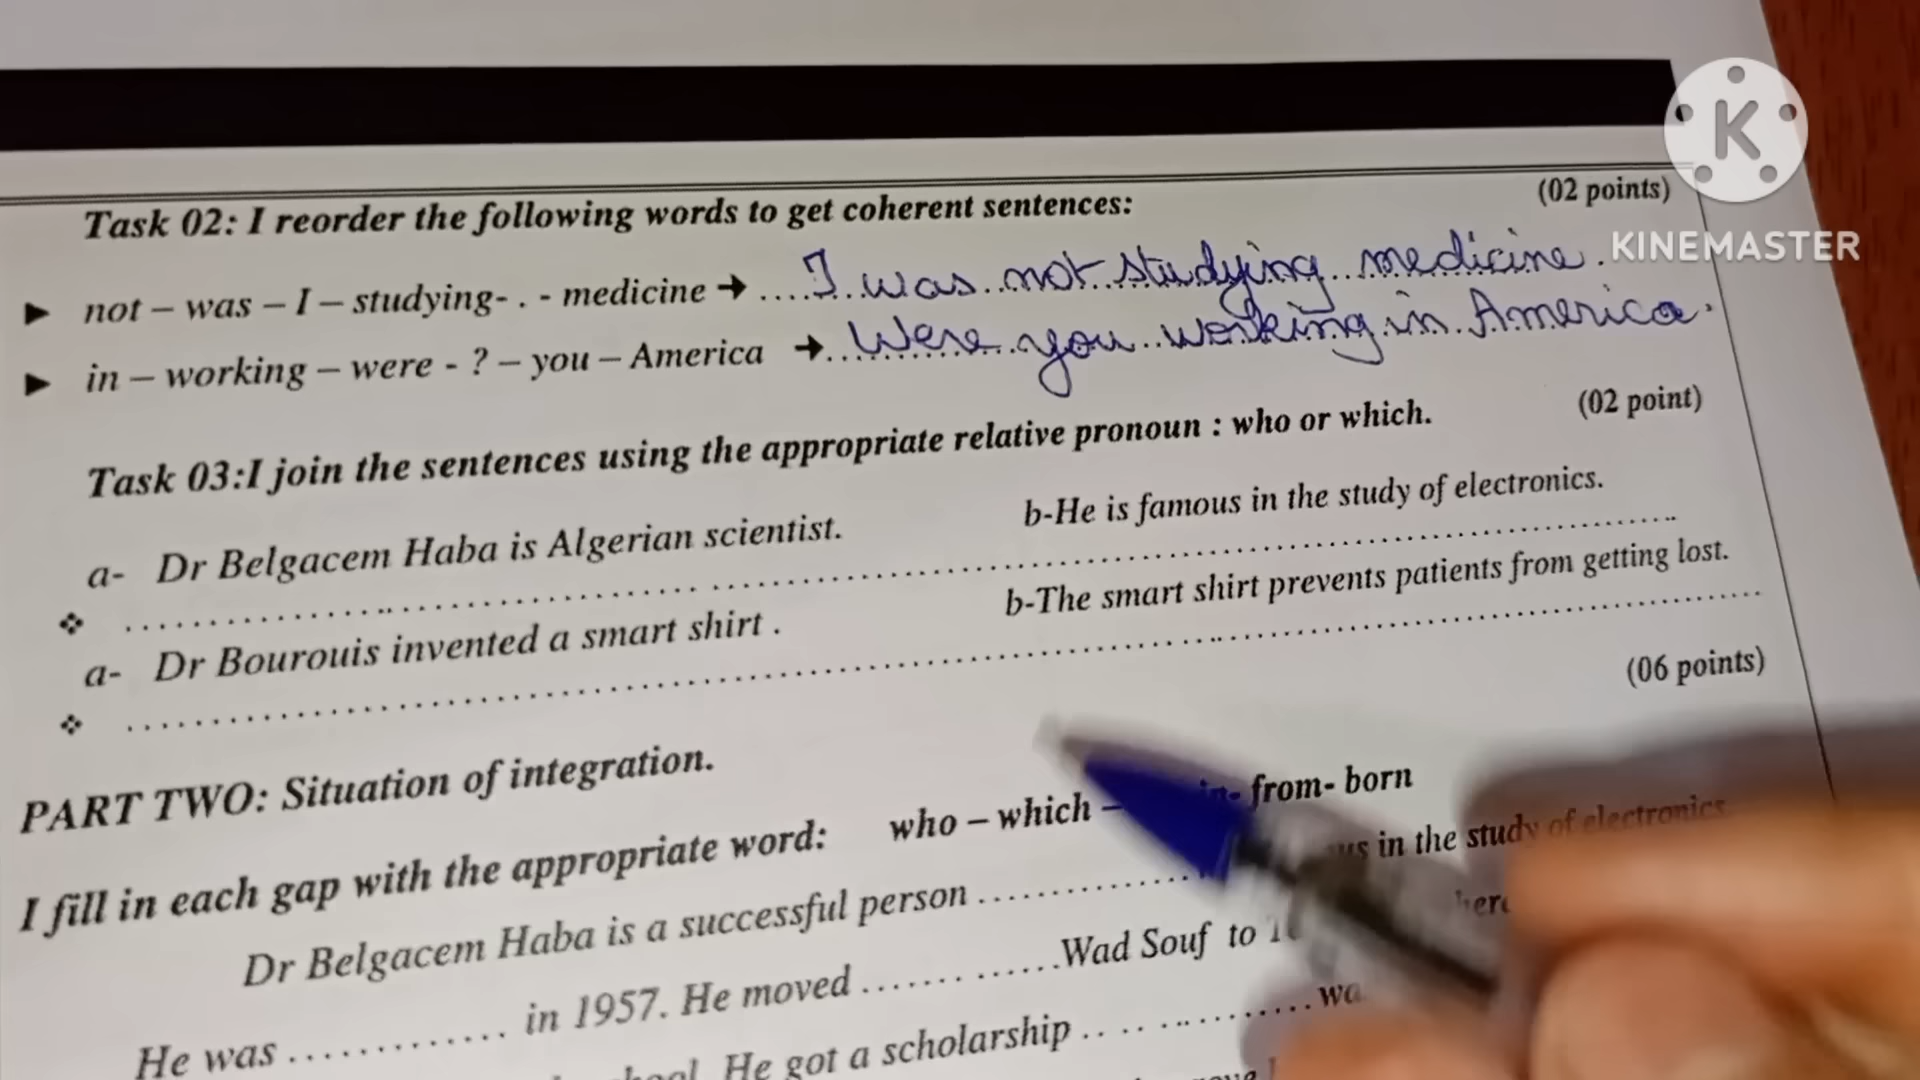 K
KINEMASTER
Task 02: I reorder the following words to get coherent sentences: (02 points)
► not – was – I – studying- . - medicine → ....I was not studying medicine.
► in – working – were - ? – you – America → ...Were you working in America.
Task 03:I join the sentences using the appropriate relative pronoun : who or which. (02 point)
a- Dr Belgacem Haba is Algerian scientist. b-He is famous in the study of electronics.
❖ ........................................
a- Dr Bourouis invented a smart shirt . b-The smart shirt prevents patients from getting lost.
❖ ........................................
PART TWO: Situation of integration. (06 points)
I fill in each gap with the appropriate word: who – which – from- born
Dr Belgacem Haba is a successful person ............... in the study of electronics
He was ............. in 1957. He moved ............. Wad Souf to
He got a scholarship .............